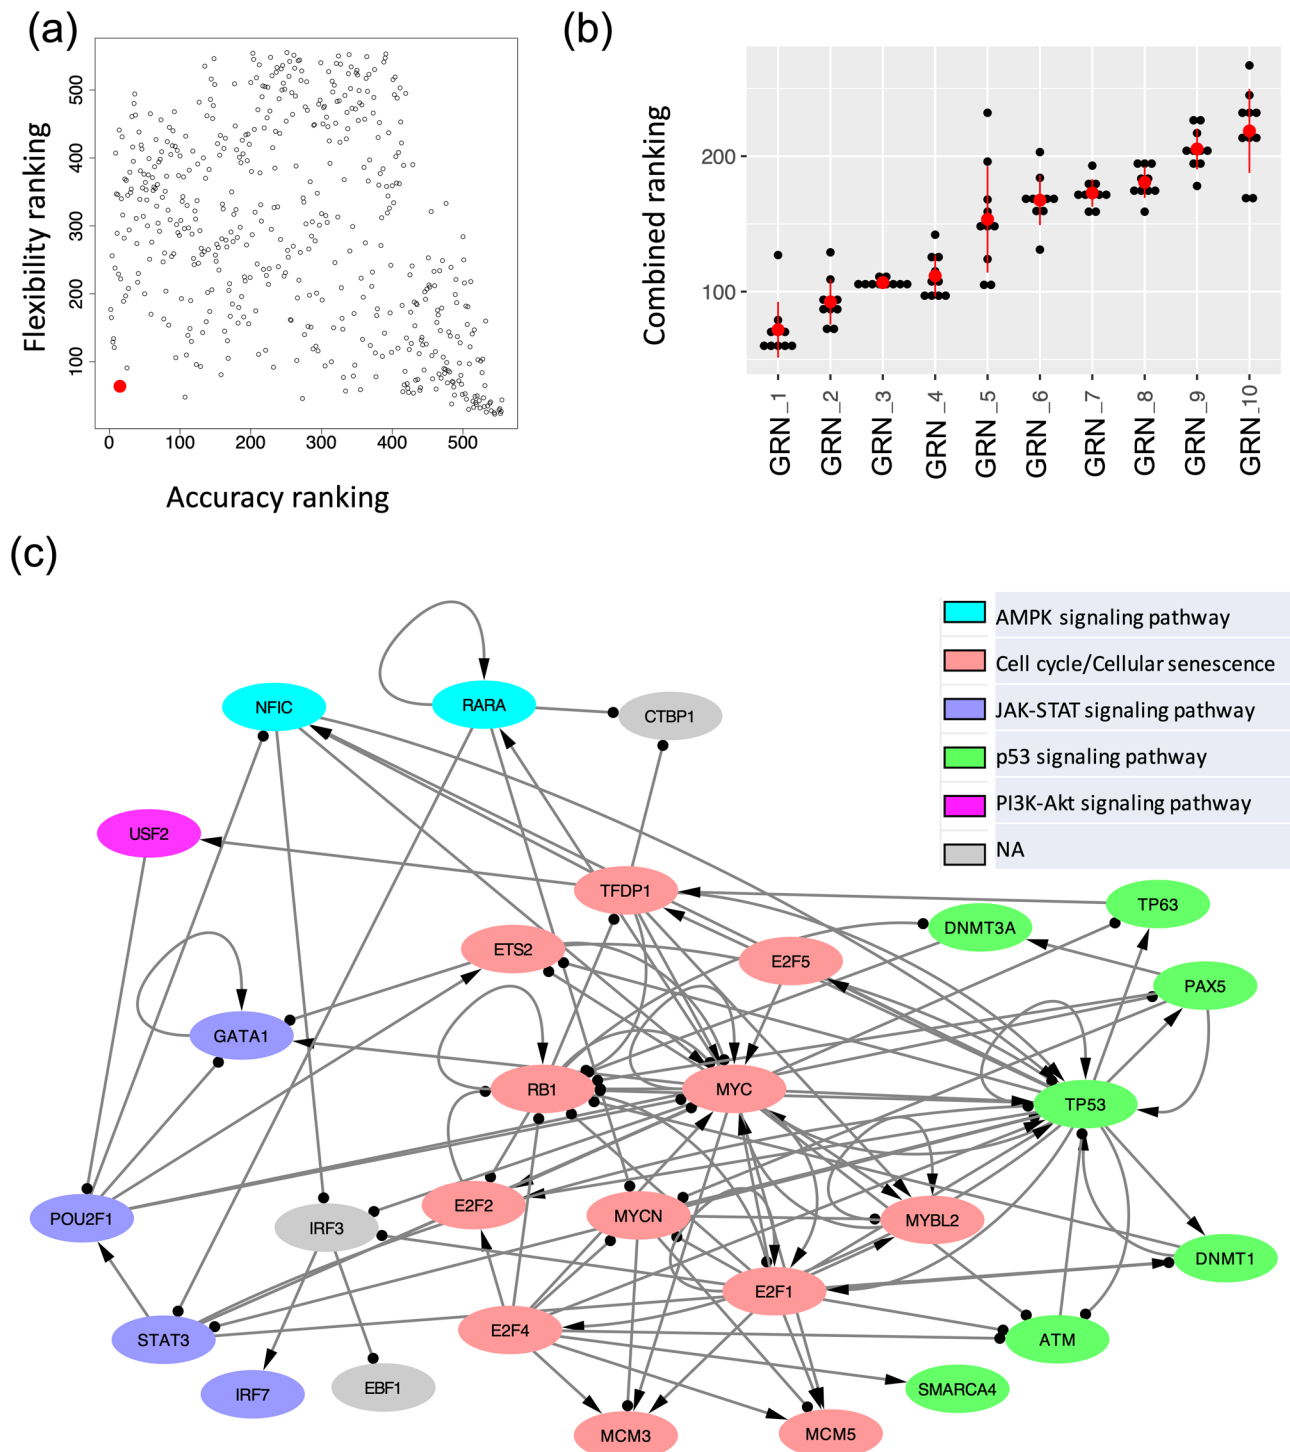 (a)
Flexibility ranking
500
400
300
200
100
0 100 200 300 400 500
Accuracy ranking
(b)
Combined ranking
200
100
GRN_1 GRN_2 GRN_3 GRN_4 GRN_5 GRN_6 GRN_7 GRN_8 GRN_9 GRN_10
(c)
AMPK signaling pathway
Cell cycle/Cellular senescence
JAK-STAT signaling pathway
p53 signaling pathway
PI3K-Akt signaling pathway
NA
NFIC
RARA
CTBP1
USF2
TFDP1
TP63
DNMT3A
ETS2
E2F5
PAX5
GATA1
RB1
MYC
TP53
POU2F1
IRF3
E2F2
MYCN
MYBL2
DNMT1
E2F1
STAT3
E2F4
ATM
IRF7
EBF1
SMARCA4
MCM3
MCM5